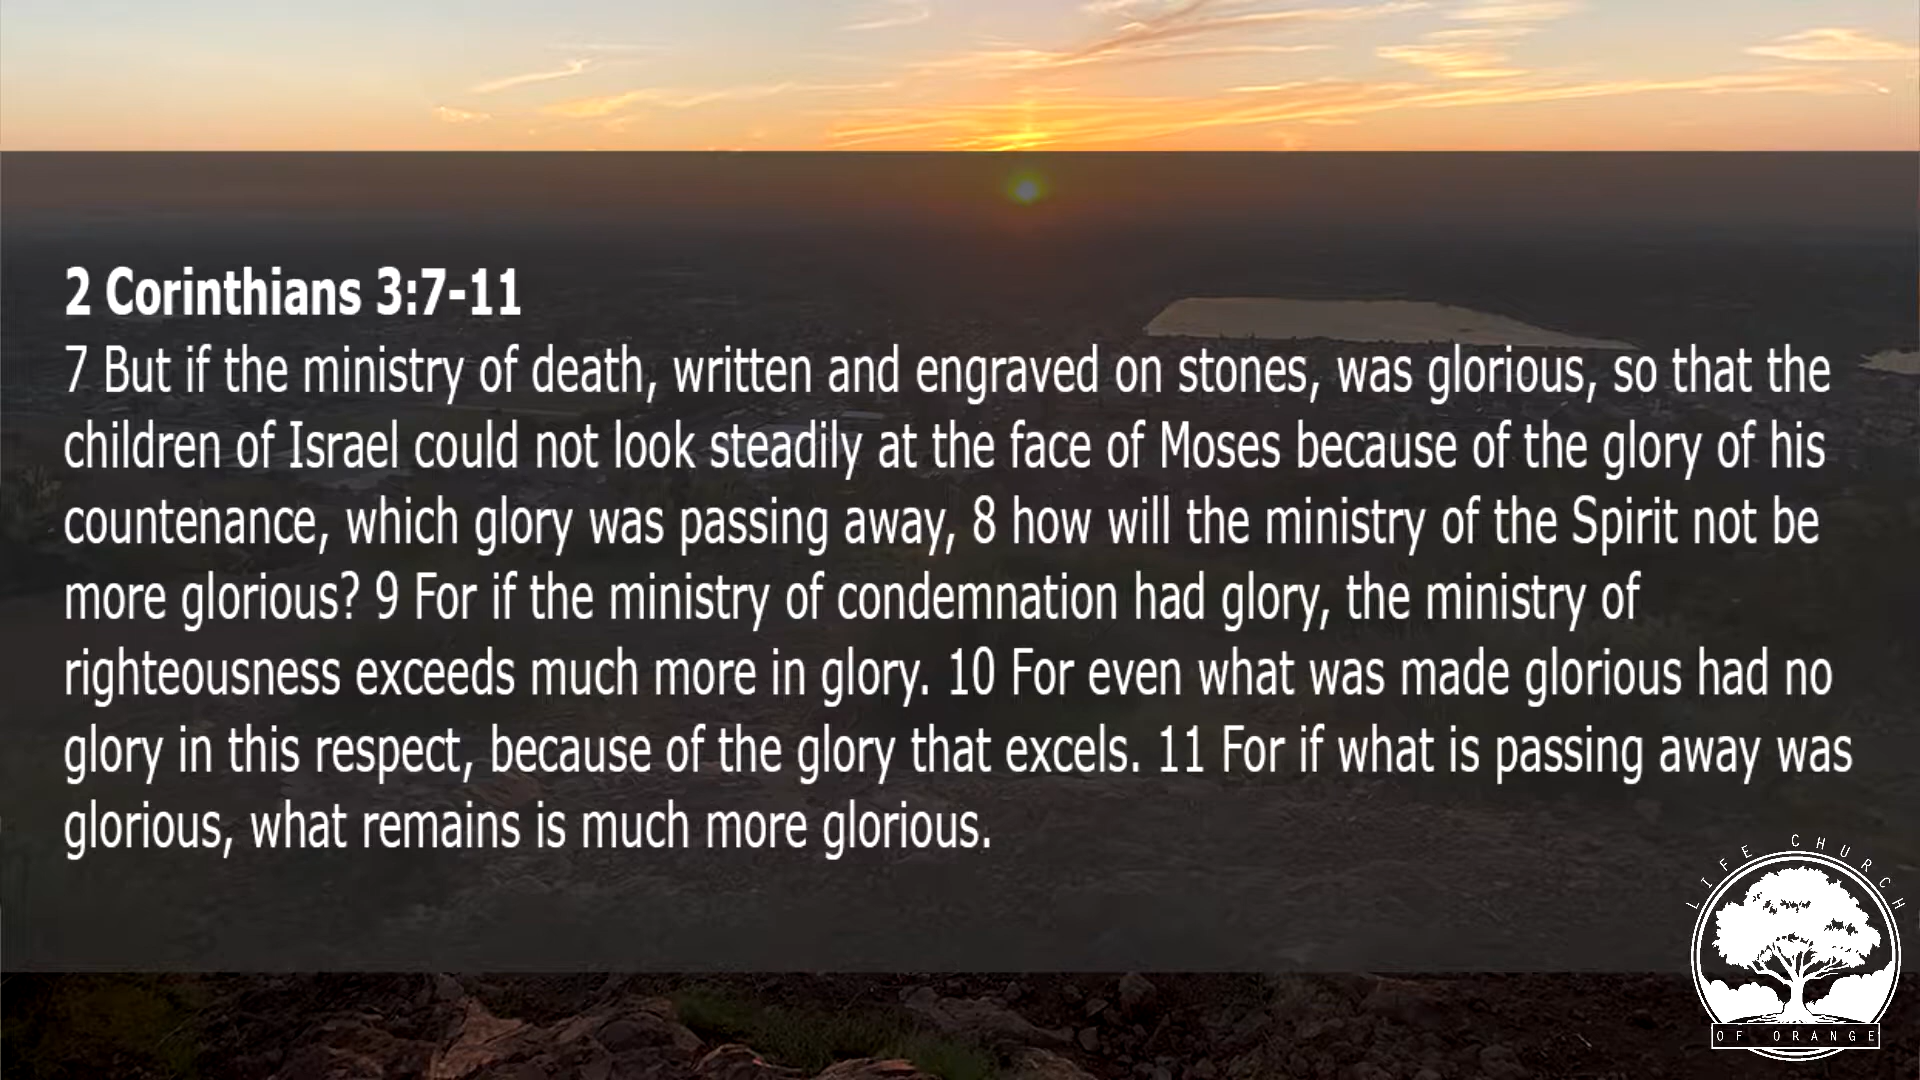 2 Corinthians 3:7-11
7 But if the ministry of death, written and engraved on stones, was glorious, so that the
children of Israel could not look steadily at the face of Moses because of the glory of his
countenance, which glory was passing away, 8 how will the ministry of the Spirit not be
more glorious? 9 For if the ministry of condemnation had glory, the ministry of
righteousness exceeds much more in glory. 10 For even what was made glorious had no
glory in this respect, because of the glory that excels. 11 For if what is passing away was
glorious, what remains is much more glorious.
LIFE CHURCH
OF ORANGE